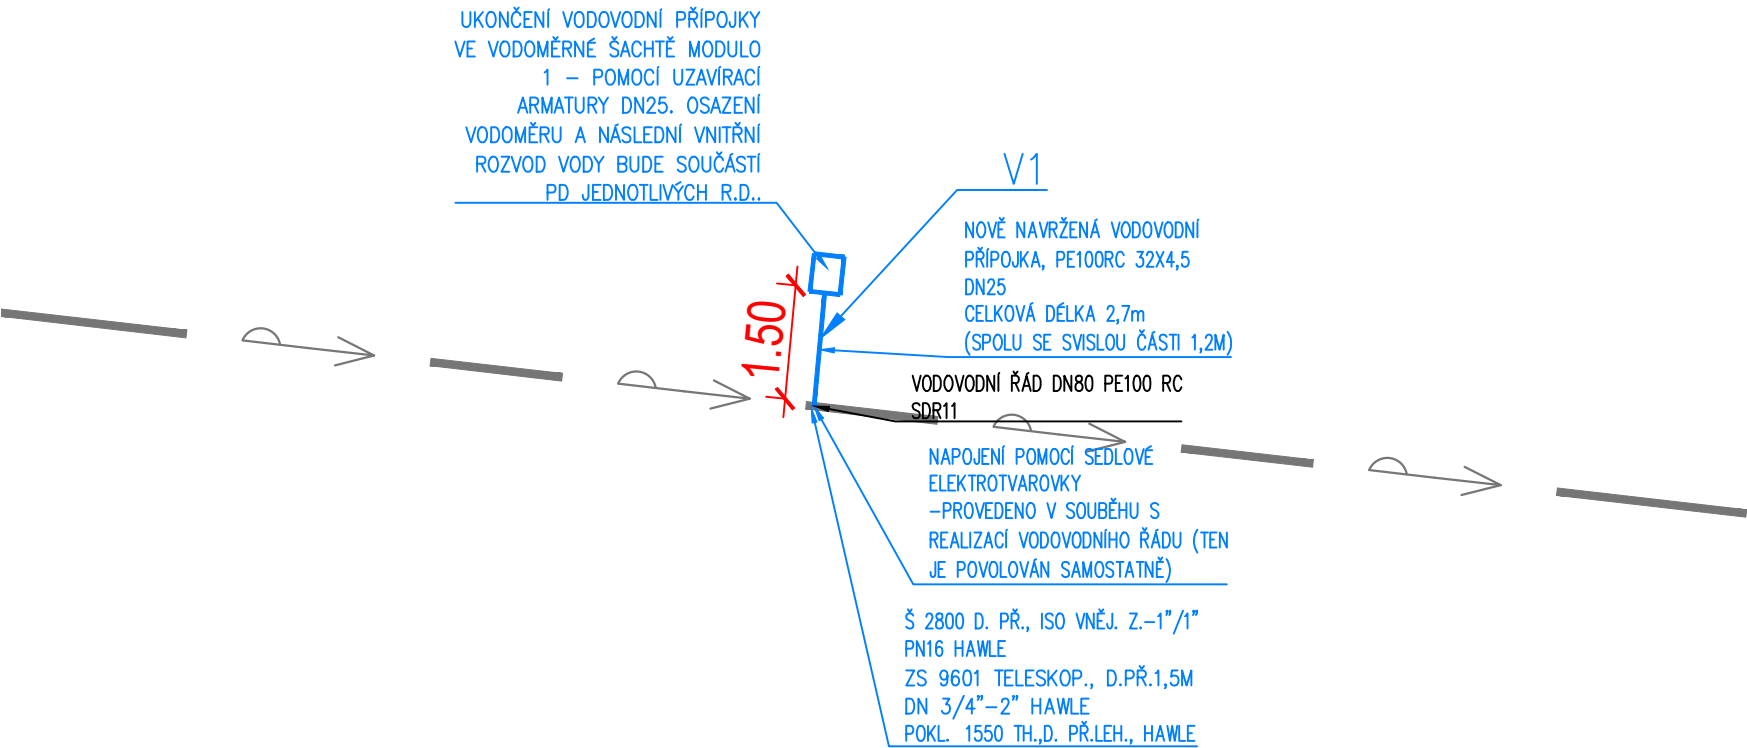 UKONČENÍ VODOVODNÍ PŘÍPOJKY
VE VODOMĚRNÉ ŠACHTĚ MODULO
1 – POMOCÍ UZAVÍRACÍ
ARMATURY DN25. OSAZENÍ
VODOMĚRU A NÁSLEDNÍ VNITŘNÍ
ROZVOD VODY BUDE SOUČÁSTÍ
PD JEDNOTLIVÝCH R.D..
V1
NOVĚ NAVRŽENÁ VODOVODNÍ
PŘÍPOJKA, PE100RC 32X4,5
DN25
CELKOVÁ DÉLKA 2,7m
(SPOLU SE SVISLOU ČÁSTI 1,2M)
1.50
VODOVODNÍ ŘÁD DN80 PE100 RC
SDR11
NAPOJENÍ POMOCÍ SEDLOVÉ
ELEKTROTVAROVKY
–PROVEDENO V SOUBĚHU S
REALIZACÍ VODOVODNÍHO ŘÁDU (TEN
JE POVOLOVÁN SAMOSTATNĚ)
Š 2800 D. PŘ., ISO VNĚJ. Z.–1"/1"
PN16 HAWLE
ZS 9601 TELESKOP., D.PŘ.1,5M
DN 3/4"–2" HAWLE
POKL. 1550 TH.,D. PŘ.LEH., HAWLE